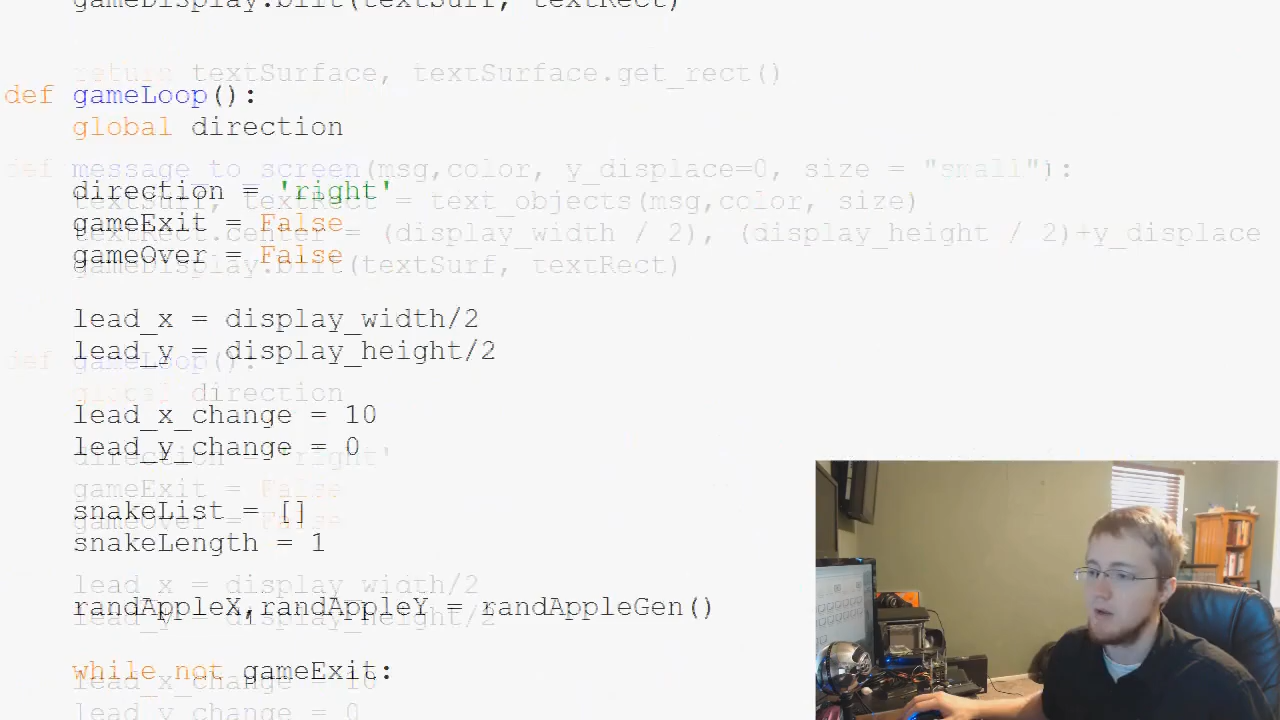 gameDisplay.blit(textSurf, textRect)
return textSurface, textSurface.get_rect()
def gameLoop():
global direction
def message_to_screen(msg,color, y_displace=0, size = "small"):
direction = 'right'
textSurf, textRect = text_objects(msg,color, size)
gameExit = False
textRect.center = (display_width / 2), (display_height / 2)+y_displace
gameOver = False
gameDisplay.blit(textSurf, textRect)
lead_x = display_width/2
lead_y = display_height/2
def gameLoop():
global direction
lead_x_change = 10
lead_y_change = 0
direction = 'right'
gameExit = False
snakeList = []
gameOver = False
snakeLength = 1
lead_x = display_width/2
randAppleX,randAppleY = randAppleGen()
lead_y = display_height/2
while not gameExit:
lead_x_change = 10
lead_y_change = 0